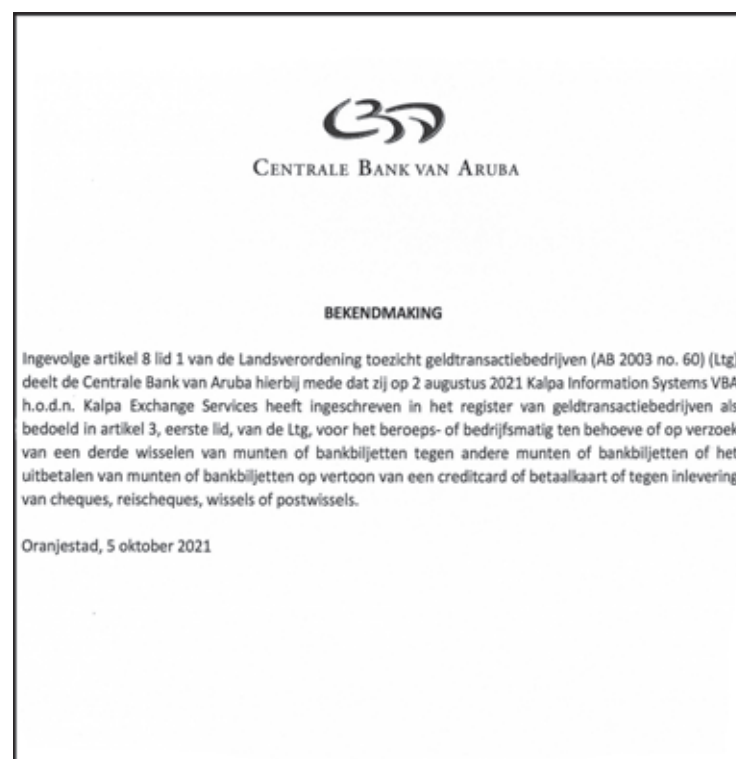 CENTRALE BANK VAN ARUBA
BEKENDMAKING
Ingevolge artikel 8 lid 1 van de Landsverordening toezicht geldtransactiebedrijven (AB 2003 no. 60) (Ltg)
deelt de Centrale Bank van Aruba hierbij mede dat zij op 2 augustus 2021 Kalpa Information Systems VBA
h.o.d.n. Kalpa Exchange Services heeft ingeschreven in het register van geldtransactiebedrijven als
bedoeld in artikel 3, eerste lid, van de Ltg, voor het beroeps- of bedrijfsmatig ten behoeve of op verzoek
van een derde wisselen van munten of bankbiljetten tegen andere munten of bankbiljetten of het
uitbetalen van munten of bankbiljetten op vertoon van een creditcard of betaalkaart of tegen inlevering
van cheques, reischeques, wissels of postwissels.
Oranjestad, 5 oktober 2021